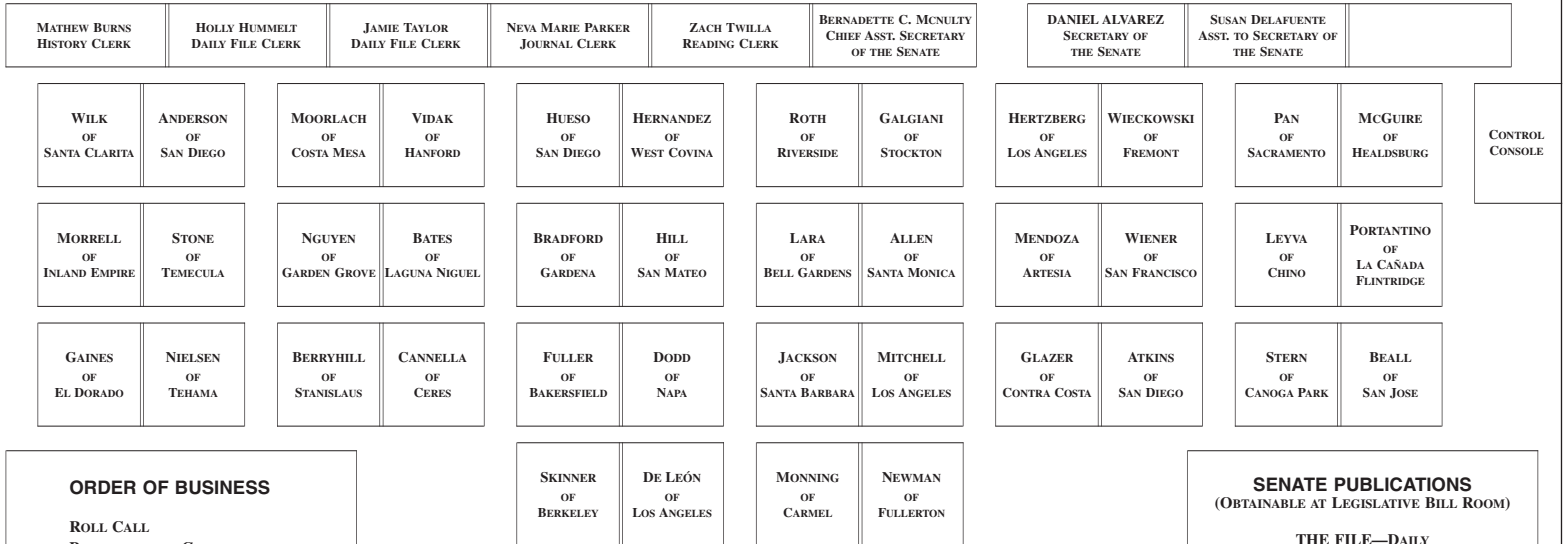 MATHEW BURNS
HISTORY CLERK
HOLLY HUMMELT
DAILY FILE CLERK
JAMIE TAYLOR
DAILY FILE CLERK
NEVA MARIE PARKER
JOURNAL CLERK
ZACH TWILLA
READING CLERK
BERNADETTE C. MCNULTY
CHIEF ASST. SECRETARY
OF THE SENATE
DANIEL ALVAREZ
SECRETARY OF
THE SENATE
SUSAN DELAFUENTE
ASST. TO SECRETARY OF
THE SENATE
WILK
OF
SANTA CLARITA
ANDERSON
OF
SAN DIEGO
MOORLACH
OF
COSTA MESA
VIDAK
OF
HANFORD
HUESO
OF
SAN DIEGO
HERNANDEZ
OF
WEST COVINA
ROTH
OF
RIVERSIDE
GALGIANI
OF
STOCKTON
HERTZBERG
OF
LOS ANGELES
WIECKOWSKI
OF
FREMONT
PAN
OF
SACRAMENTO
MCGUIRE
OF
HEALDSBURG
CONTROL
CONSOLE
MORRELL
OF
INLAND EMPIRE
STONE
OF
TEMECULA
NGUYEN
OF
GARDEN GROVE
BATES
OF
LAGUNA NIGUEL
BRADFORD
OF
GARDENA
HILL
OF
SAN MATEO
LARA
OF
BELL GARDENS
ALLEN
OF
SANTA MONICA
MENDOZA
OF
ARTESIA
WIENER
OF
SAN FRANCISCO
LEYVA
OF
CHINO
PORTANTINO
OF
LA CAÑADA
FLINTRIDGE
GAINES
OF
EL DORADO
NIELSEN
OF
TEHAMA
BERRYHILL
OF
STANISLAUS
CANNELLA
OF
CERES
FULLER
OF
BAKERSFIELD
DODD
OF
NAPA
JACKSON
OF
SANTA BARBARA
MITCHELL
OF
LOS ANGELES
GLAZER
OF
CONTRA COSTA
ATKINS
OF
SAN DIEGO
STERN
OF
CANOGA PARK
BEALL
OF
SAN JOSE
SKINNER
OF
BERKELEY
DE LEÓN
OF
LOS ANGELES
MONNING
OF
CARMEL
NEWMAN
OF
FULLERTON
ORDER OF BUSINESS
ROLL CALL
SENATE PUBLICATIONS
(OBTAINABLE AT LEGISLATIVE BILL ROOM)
THE FILE—DAILY